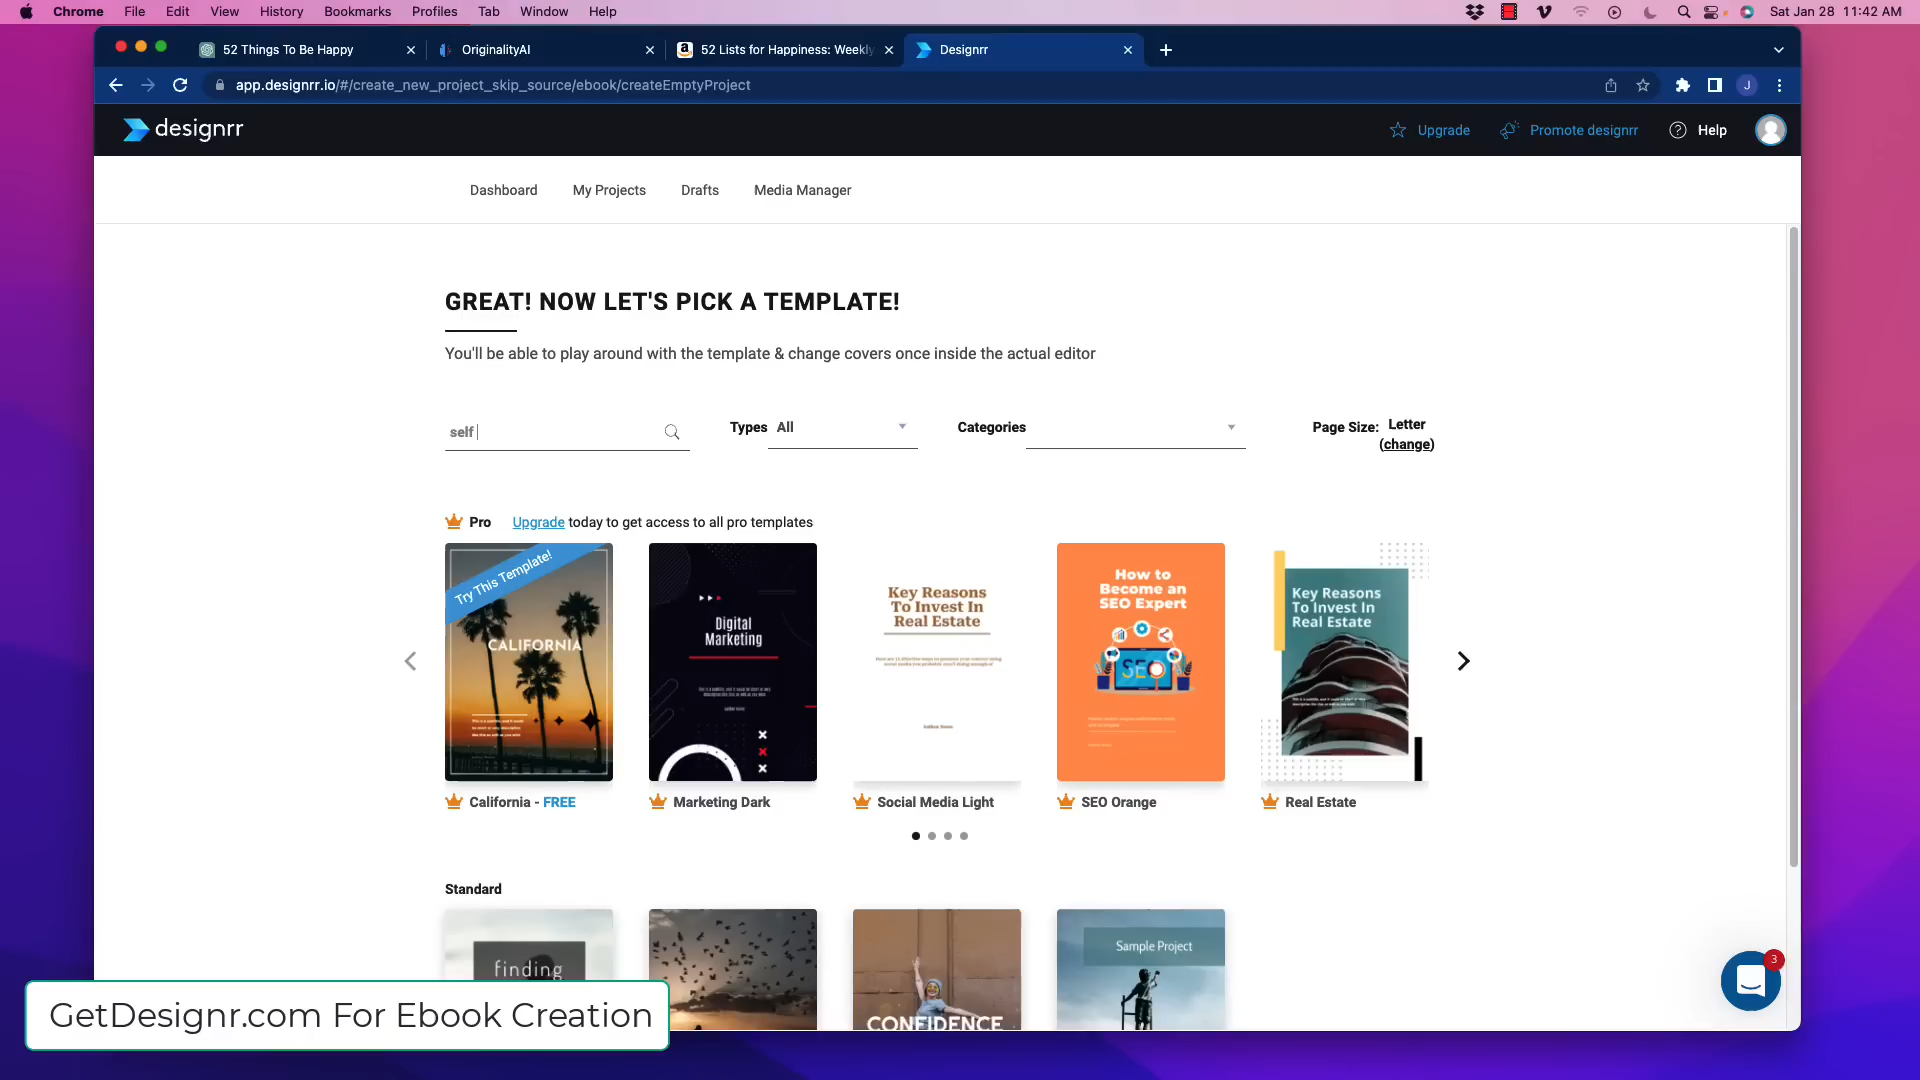 Chrome File Edit View History Bookmarks Profiles Tab Window Help Sat Jan 28 11:42 AM
52 Things To Be Happy OriginalityAI 52 Lists for Happiness: Weekly Designrr
app.designrr.io/#/create_new_project_skip_source/ebook/createEmptyProject J
designrr Upgrade Promote designrr Help
Dashboard My Projects Drafts Media Manager
GREAT! NOW LET'S PICK A TEMPLATE!
You'll be able to play around with the template & change covers once inside the actual editor
self Types All Categories Page Size: Letter
(change)
Pro Upgrade today to get access to all pro templates
Try This Template!
CALIFORNIA
Digital
Marketing
Key Reasons
To Invest In
Real Estate
Author Name
How to
Become an
SEO Expert
SEO
Key Reasons
To Invest In
Real Estate
California - FREE Marketing Dark Social Media Light SEO Orange Real Estate
Standard
finding
CONFIDENCE
Sample Project
3
GetDesignr.com For Ebook Creation